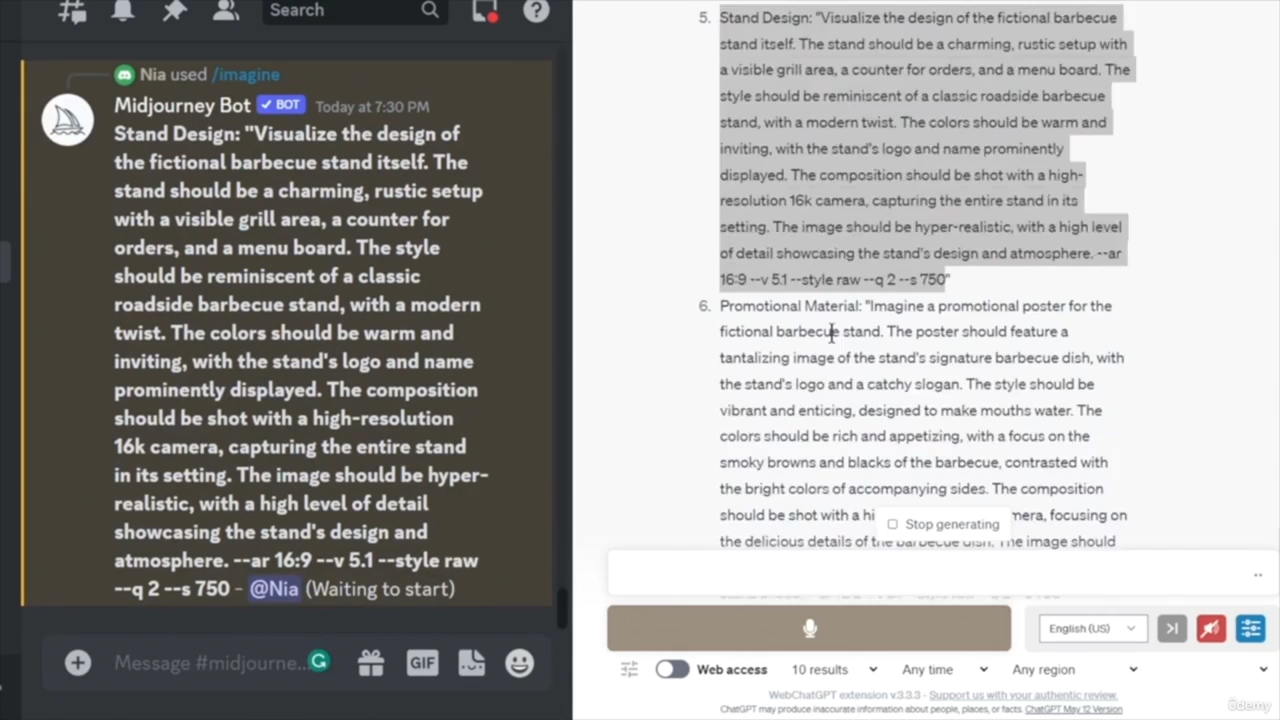 Search
Nia used /imagine
Midjourney Bot ✓ BOT Today at 7:30 PM
Stand Design: "Visualize the design of
the fictional barbecue stand itself. The
stand should be a charming, rustic setup
with a visible grill area, a counter for
orders, and a menu board. The style
should be reminiscent of a classic
roadside barbecue stand, with a modern
twist. The colors should be warm and
inviting, with the stand's logo and name
prominently displayed. The composition
should be shot with a high-resolution
16k camera, capturing the entire stand
in its setting. The image should be hyper-
realistic, with a high level of detail
showcasing the stand's design and
atmosphere. --ar 16:9 --v 5.1 --style raw
--q 2 --s 750 - @Nia (Waiting to start)
Message #midjourne...
GIF
5. Stand Design: "Visualize the design of the fictional barbecue
stand itself. The stand should be a charming, rustic setup with
a visible grill area, a counter for orders, and a menu board. The
style should be reminiscent of a classic roadside barbecue
stand, with a modern twist. The colors should be warm and
inviting, with the stand's logo and name prominently
displayed. The composition should be shot with a high-
resolution 16k camera, capturing the entire stand in its
setting. The image should be hyper-realistic, with a high level
of detail showcasing the stand's design and atmosphere. --ar
16:9 --v 5.1 --style raw --q 2 --s 750"
6. Promotional Material: "Imagine a promotional poster for the
fictional barbecue stand. The poster should feature a
tantalizing image of the stand's signature barbecue dish, with
the stand's logo and a catchy slogan. The style should be
vibrant and enticing, designed to make mouths water. The
colors should be rich and appetizing, with a focus on the
smoky browns and blacks of the barbecue, contrasted with
the bright colors of accompanying sides. The composition
should be shot with a hi mera, focusing on
Stop generating
the delicious details of the barbecue dish. The image should
English (US)
Web access 10 results Any time Any region
WebChatGPT extension v.3.3.3 · Support us with your authentic review.
ChatGPT may produce inaccurate information about people, places, or facts. ChatGPT May 12 Version
ûdemy